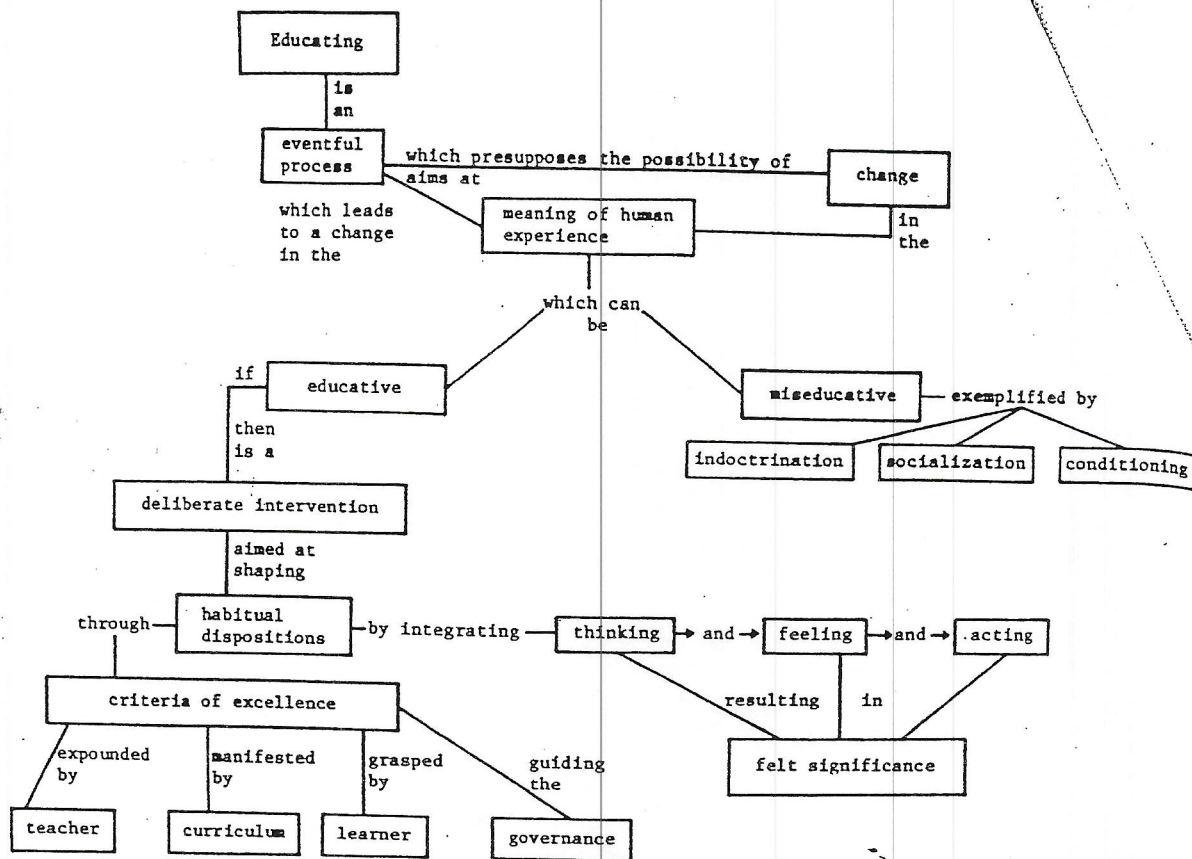 Educating
is
an
eventful
process
which presupposes the possibility of
aims at
change
which leads
to a change
in the
meaning of human
experience
in
the
which can
be
if
educative
miseducative
exemplified by
then
is a
indoctrination
socialization
conditioning
deliberate intervention
aimed at
shaping
through
habitual
dispositions
by integrating
thinking
and
feeling
and
acting
criteria of excellence
resulting
in
expounded
by
manifested
by
grasped
by
guiding
the
felt significance
teacher
curriculum
learner
governance